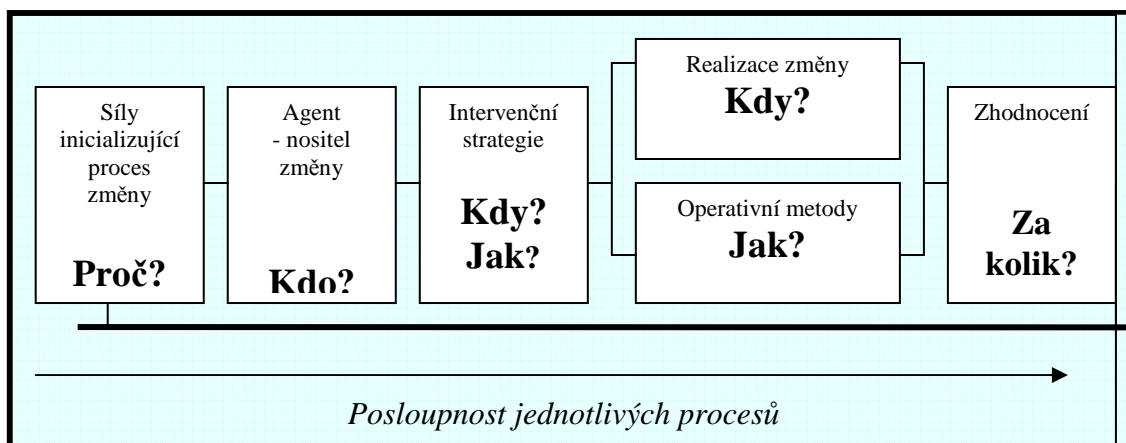 Síly
inicializující
proces
změny
Proč?
Agent
- nositel
změny
Kdo?
Intervenční
strategie
Kdy?
Jak?
Realizace změny
Kdy?
Operativní metody
Jak?
Zhodnocení
Za
kolik?
Posloupnost jednotlivých procesů